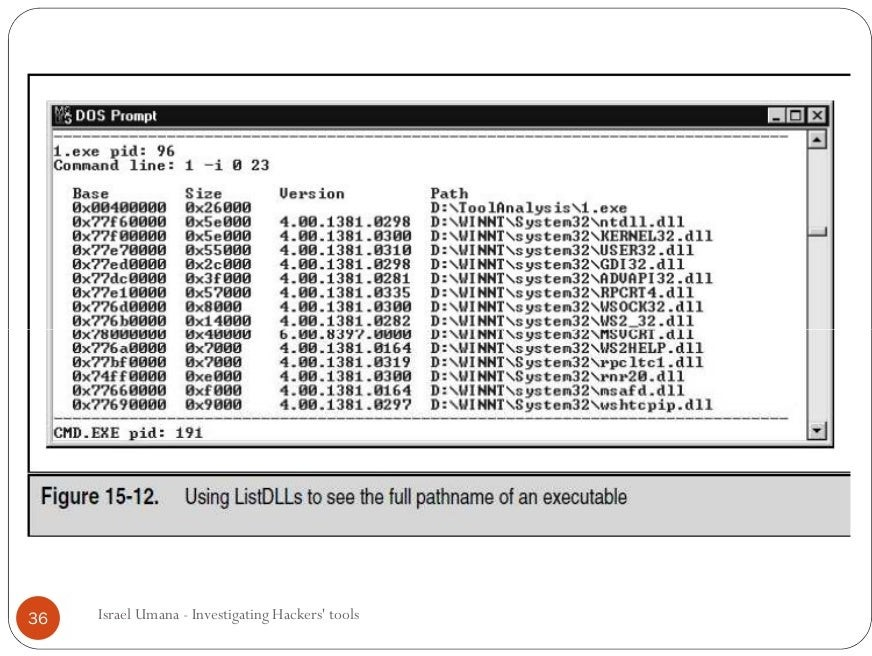 DOS Prompt
1.exe pid: 96
Command line: 1 -i 0 23
Base Size Version Path
0x00400000 0x26000 D:\ToolAnalysis\1.exe
0x77f60000 0x5e000 4.00.1381.0298 D:\WINNT\System32\ntdll.dll
0x77f00000 0x5e000 4.00.1381.0300 D:\WINNT\system32\KERNEL32.dll
0x77e70000 0x55000 4.00.1381.0310 D:\WINNT\system32\USER32.dll
0x77ed0000 0x2c000 4.00.1381.0298 D:\WINNT\system32\GDI32.dll
0x77dc0000 0x3f000 4.00.1381.0281 D:\WINNT\system32\ADVAPI32.dll
0x77e10000 0x57000 4.00.1381.0335 D:\WINNT\system32\RPCRT4.dll
0x776d0000 0x8000 4.00.1381.0300 D:\WINNT\System32\WSOCK32.dll
0x776b0000 0x14000 4.00.1381.0282 D:\WINNT\System32\WS2_32.dll
0x78000000 0x40000 6.00.8397.0000 D:\WINNT\system32\MSVCRT.dll
0x776a0000 0x7000 4.00.1381.0164 D:\WINNT\System32\WS2HELP.dll
0x77bf0000 0x7000 4.00.1381.0319 D:\WINNT\System32\rpcltc1.dll
0x74ff0000 0xe000 4.00.1381.0300 D:\WINNT\System32\rnr20.dll
0x77660000 0xf000 4.00.1381.0164 D:\WINNT\system32\msafd.dll
0x77690000 0x9000 4.00.1381.0297 D:\WINNT\System32\wshtcpip.dll
CMD.EXE pid: 191
Figure 15-12. Using ListDLLs to see the full pathname of an executable
36 Israel Umana - Investigating Hackers' tools